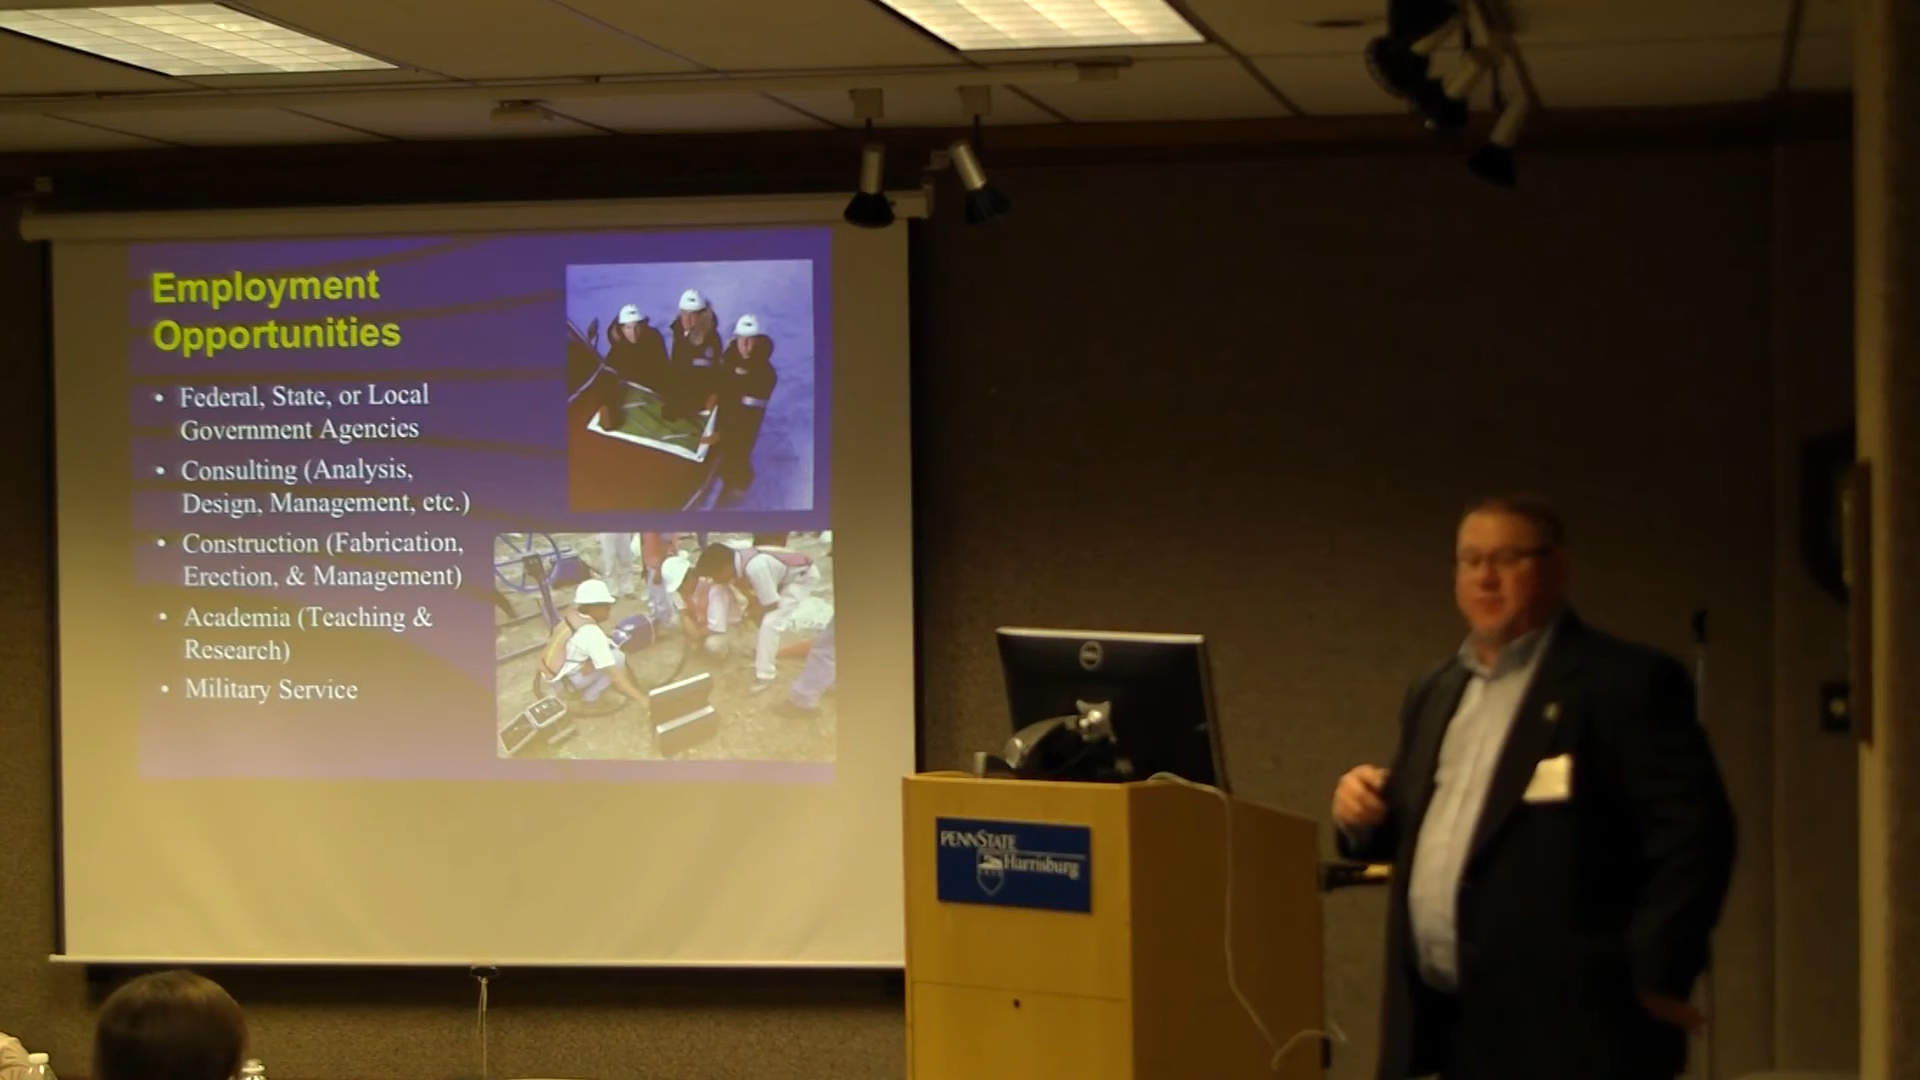 Employment
Opportunities
• Federal, State, or Local
Government Agencies
• Consulting (Analysis,
Design, Management, etc.)
• Construction (Fabrication,
Erection, & Management)
• Academia (Teaching &
Research)
• Military Service
DELL
PENNSTATE
Harrisburg